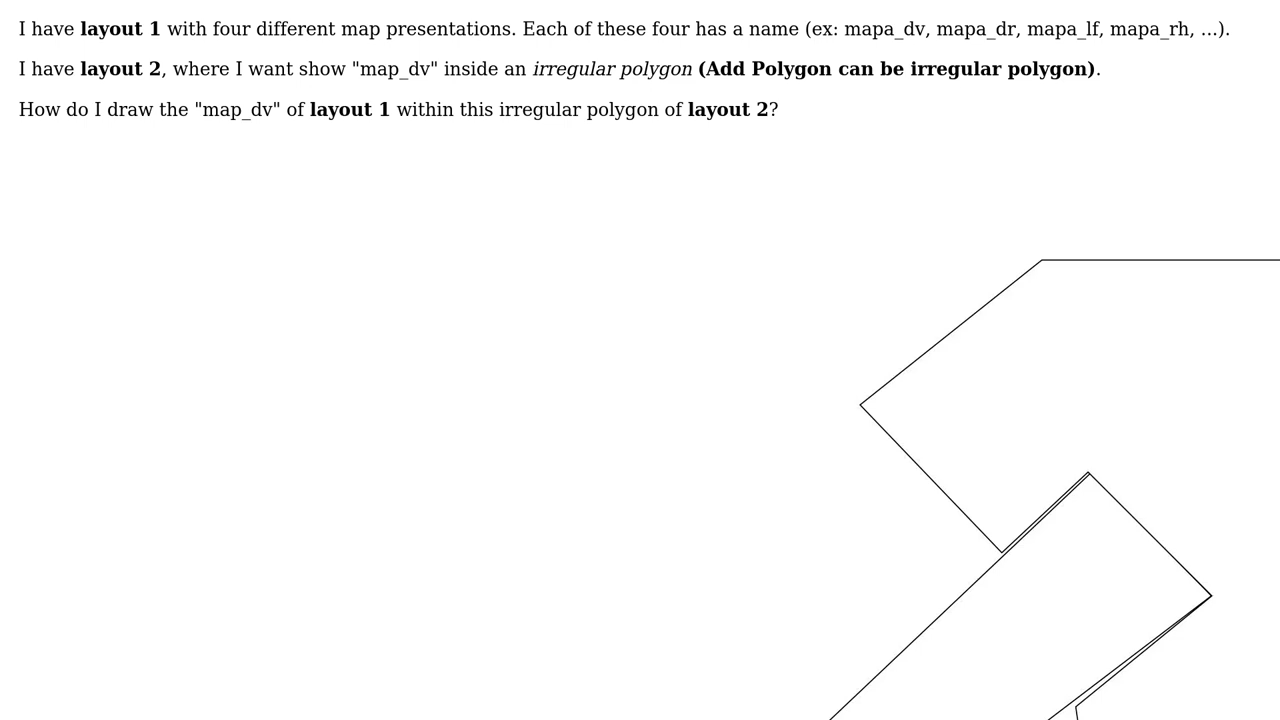 I have layout 1 with four different map presentations. Each of these four has a name (ex: mapa_dv, mapa_dr, mapa_lf, mapa_rh, ...).
I have layout 2, where I want show "map_dv" inside an irregular polygon (Add Polygon can be irregular polygon).
How do I draw the "map_dv" of layout 1 within this irregular polygon of layout 2?